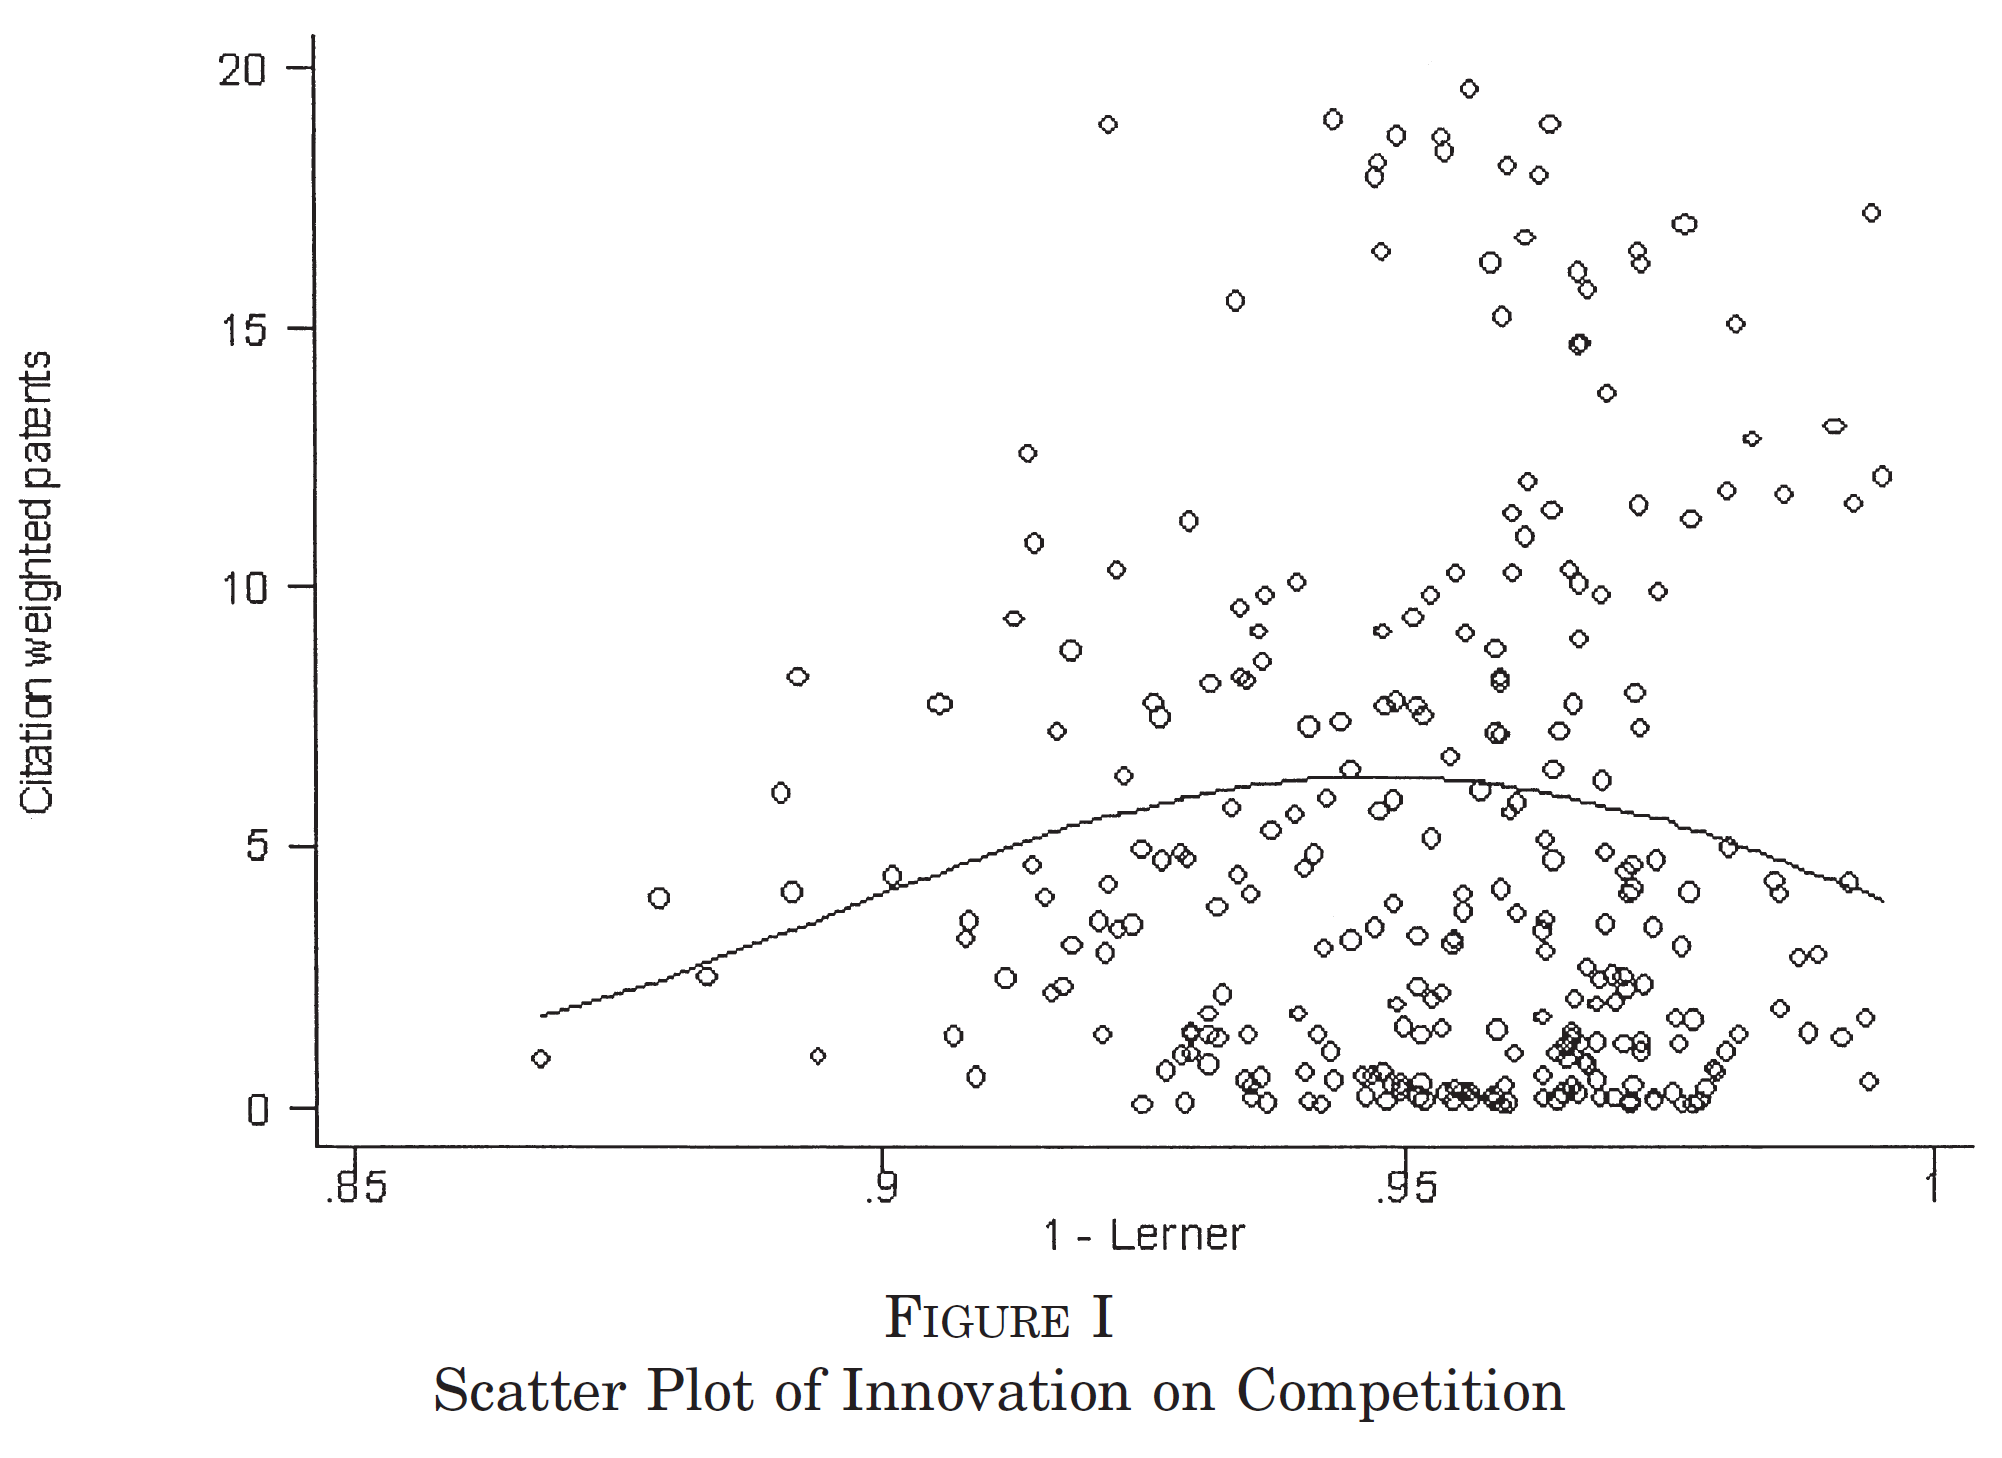 20
15
10
5
0
Citation weighted patents
.85 .9 .95 1
1 - Lerner
FIGURE I
Scatter Plot of Innovation on Competition